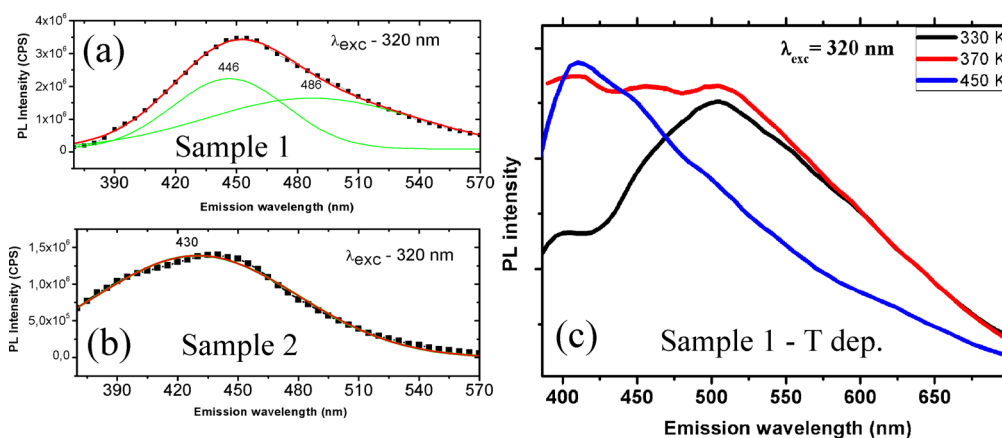 (a)
λexc - 320 nm
446
486
Sample 1
PL Intensity (CPS)
4x10⁶
3x10⁶
2x10⁶
1x10⁶
0
390 420 450 480 510 540 570
Emission wavelength (nm)
(b)
430
λexc - 320 nm
Sample 2
PL Intensity (CPS)
1,5x10⁶
1,0x10⁶
5,0x10⁵
0,0
390 420 450 480 510 540 570
Emission wavelength (nm)
λexc = 320 nm
330 K
370 K
450 K
PL intensity
(c)
Sample 1 - T dep.
400 450 500 550 600 650
Emission wavelength (nm)